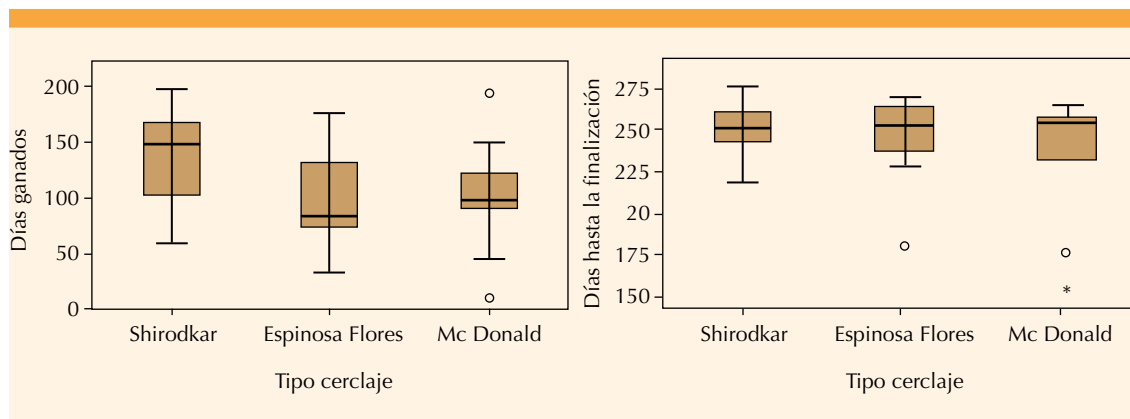 Días ganados
200
150
100
50
0
Shirodkar
Espinosa Flores
Mc Donald
Tipo cerclaje
Días hasta la finalización
275
250
225
20
175
150
*
Shirodkar
Espinosa Flores
Mc Donald
Tipo cerclaje